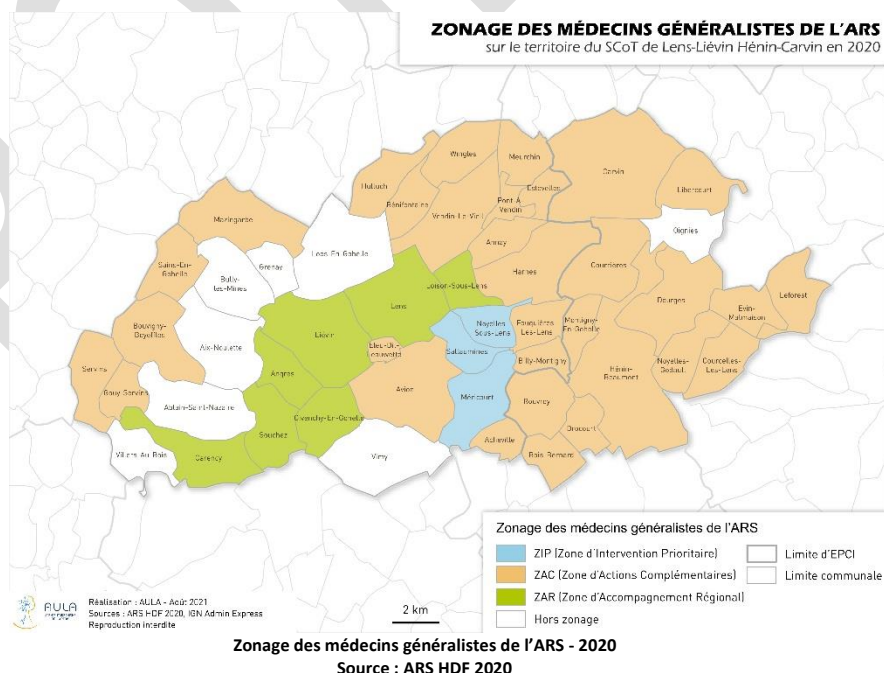 ZONAGE DES MÉDECINS GÉNÉRALISTES DE L'ARS
sur le territoire du SCoT de Lens-Liévin Hénin-Carvin en 2020
Wingles
Meurchin
Carvin
Hulluch
Bénifontaine
Estevelles
Pont-À-
Vendin
Libercourt
Vendin-Le-Vieil
Mazingarde
Oignies
Loos-En-Gohelle
Annay
Sains-En-
Gohelle
Grenay
Bully-
les-Mines
Harnes
Courrières
Loison-Sous-Lens
Lens
Dourges
Evin-
Malmaison
Leforest
Bouvigny-
Boyeffles
Liévin
Noyelles-
Sous-Lens
Fouquières-
Les-Lens
Montigny-
En-Gohelle
Aix-Noulette
Eleu-Dit-
Leauwette
Sallaumines
Billy-Montigny
Noyelles-
Godault
Courcelles-
Les-Lens
Hénin-
Beaumont
Servins
Angres
Avion
Gouy-Servins
Méricourt
Rouvroy
Ablain-Saint-Nazaire
Givenchy-En-Gohelle
Drocourt
Souchez
Acheville
Villers-Au-Bois
Carency
Vimy
Bois-Bernard
Zonage des médecins généralistes de l'ARS
ZIP (Zone d'Intervention Prioritaire)
Limite d'EPCI
ZAC (Zone d'Actions Complémentaires)
Limite communale
ZAR (Zone d'Accompagnement Régional)
Hors zonage
AULA
Réalisation : AULA - Août 2021
Sources : ARS HDF 2020, IGN Admin Express
Reproduction interdite
2 km
Zonage des médecins généralistes de l'ARS - 2020
Source : ARS HDF 2020